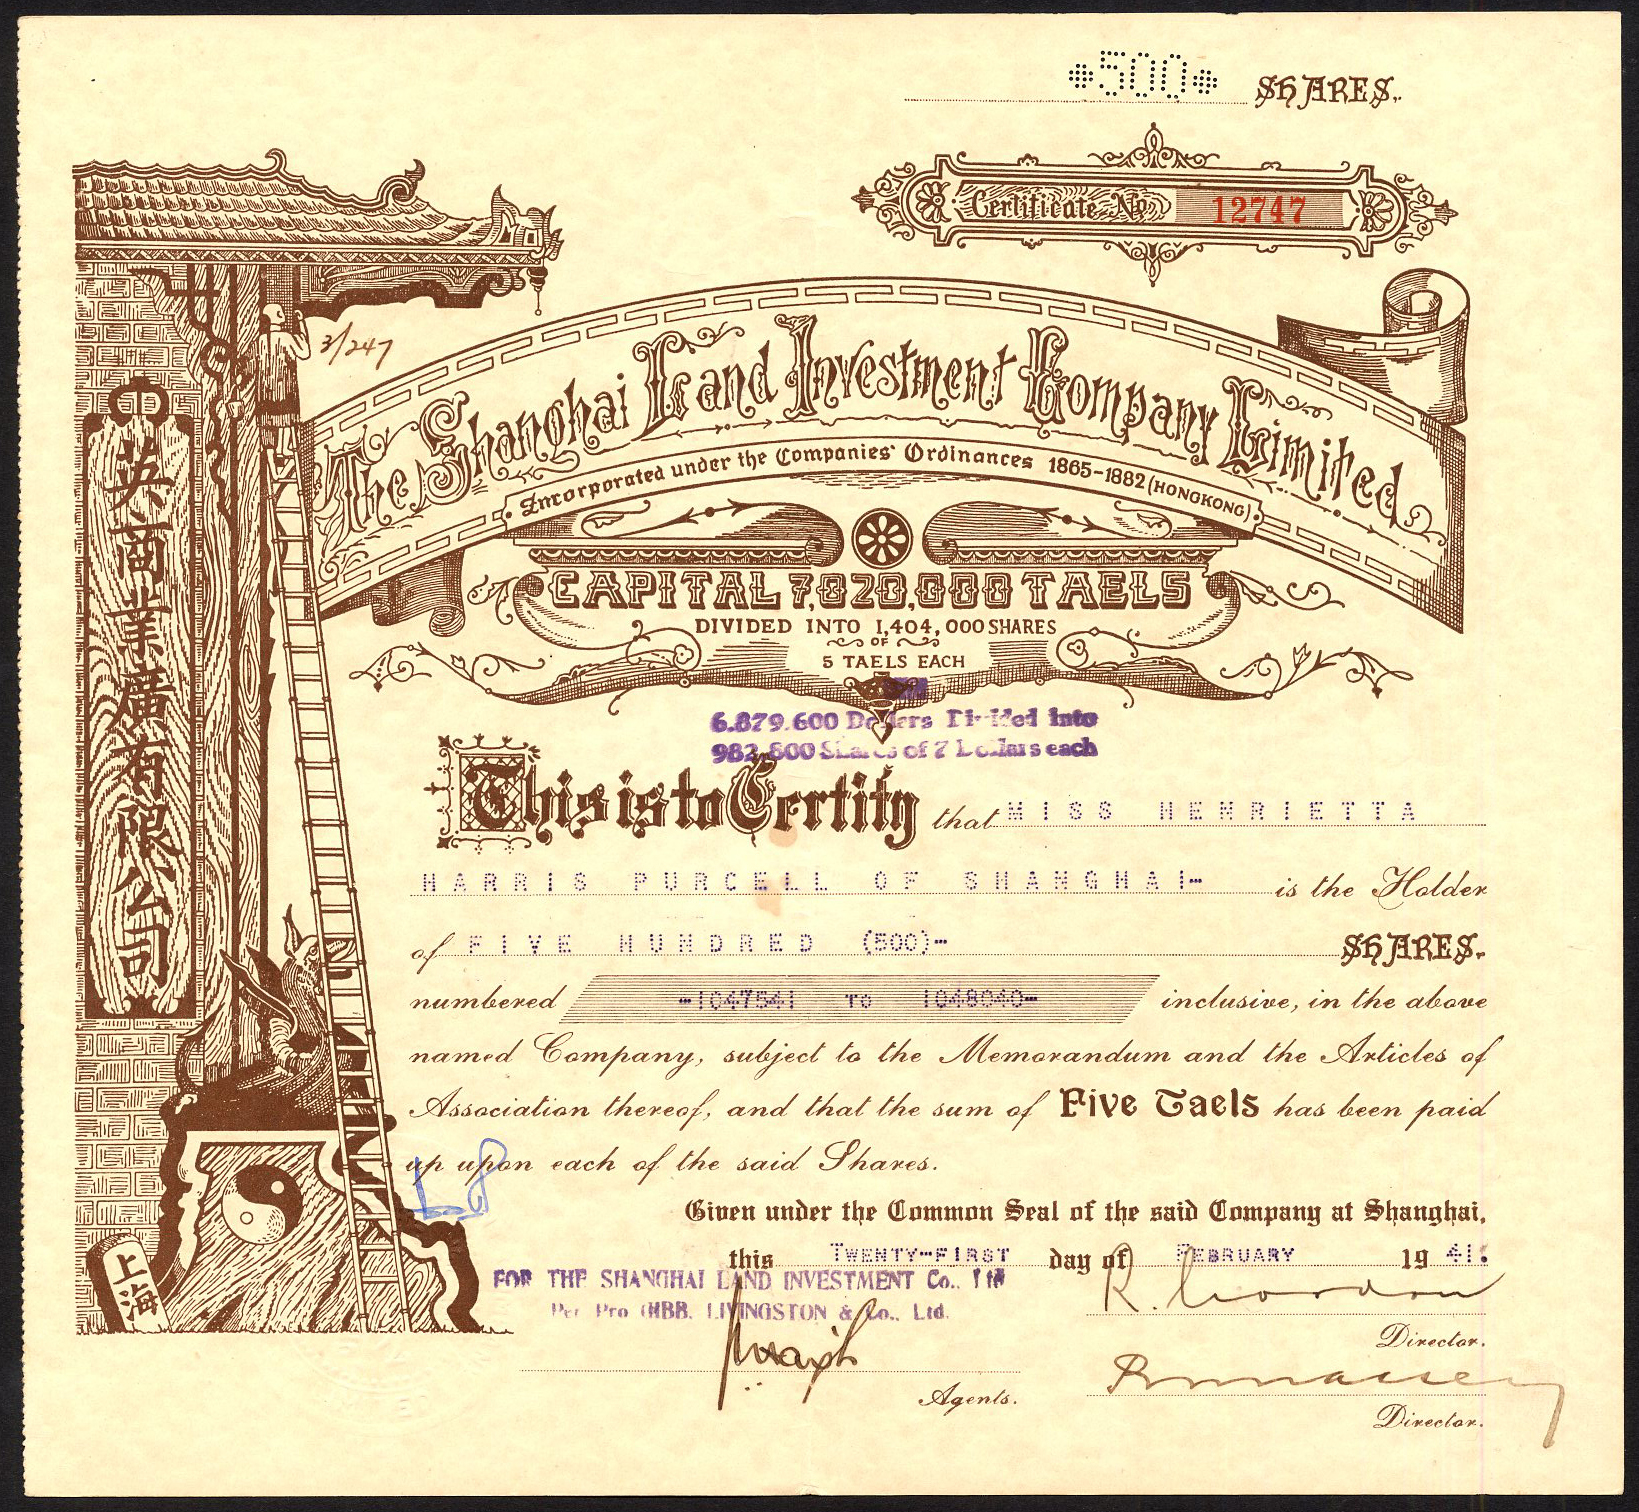 *500* SHARES.
Certificate No. 12747
3/247
The Shanghai Land Investment Company Limited.
Incorporated under the Companies' Ordinances 1865-1882 (HONGKONG)
CAPITAL 7,020,000 TAELS
DIVIDED INTO 1,404,000 SHARES
OF
5 TAELS EACH
6.879.600 Dollars Divided into
982,800 Shares of 7 Dollars each
英商業廣有限公司
This is to Certify that MISS HENRIETTA
HARRIS PURCELL OF SHANGHAI- is the Holder
of FIVE HUNDRED (500)- SHARES.
numbered -1047541 TO 1048040- inclusive, in the above
named Company, subject to the Memorandum and the Articles of
Association thereof, and that the sum of Five Taels has been paid
up upon each of the said Shares.
Given under the Common Seal of the said Company at Shanghai,
this TWENTY-FIRST day of FEBRUARY 1941.
上海
FOR THE SHANGHAI LAND INVESTMENT Co., Ltd
Per Pro GIBB. LIVINGSTON & Co., Ltd.
R. Gordon
Director.
Agents.
Director.